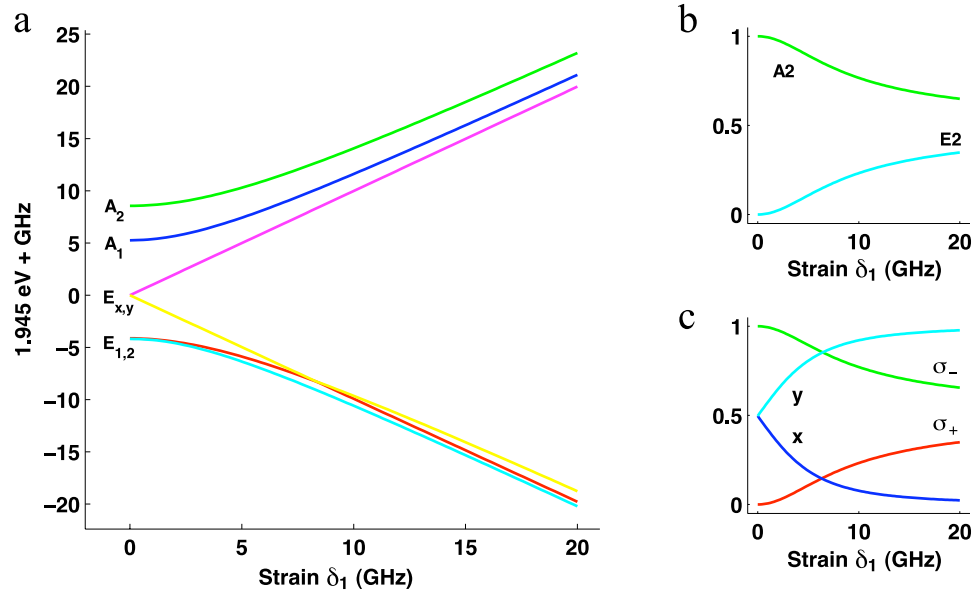 a
1.945 eV + GHz
25
20
15
10
5
0
−5
−10
−15
−20
A2
A1
Ex,y
E1,2
0 5 10 15 20
Strain δ1 (GHz)
b
1
0.5
0
A2
E2
0 10 20
Strain δ1 (GHz)
c
1
0.5
0
σ−
y
x
σ+
0 10 20
Strain δ1 (GHz)